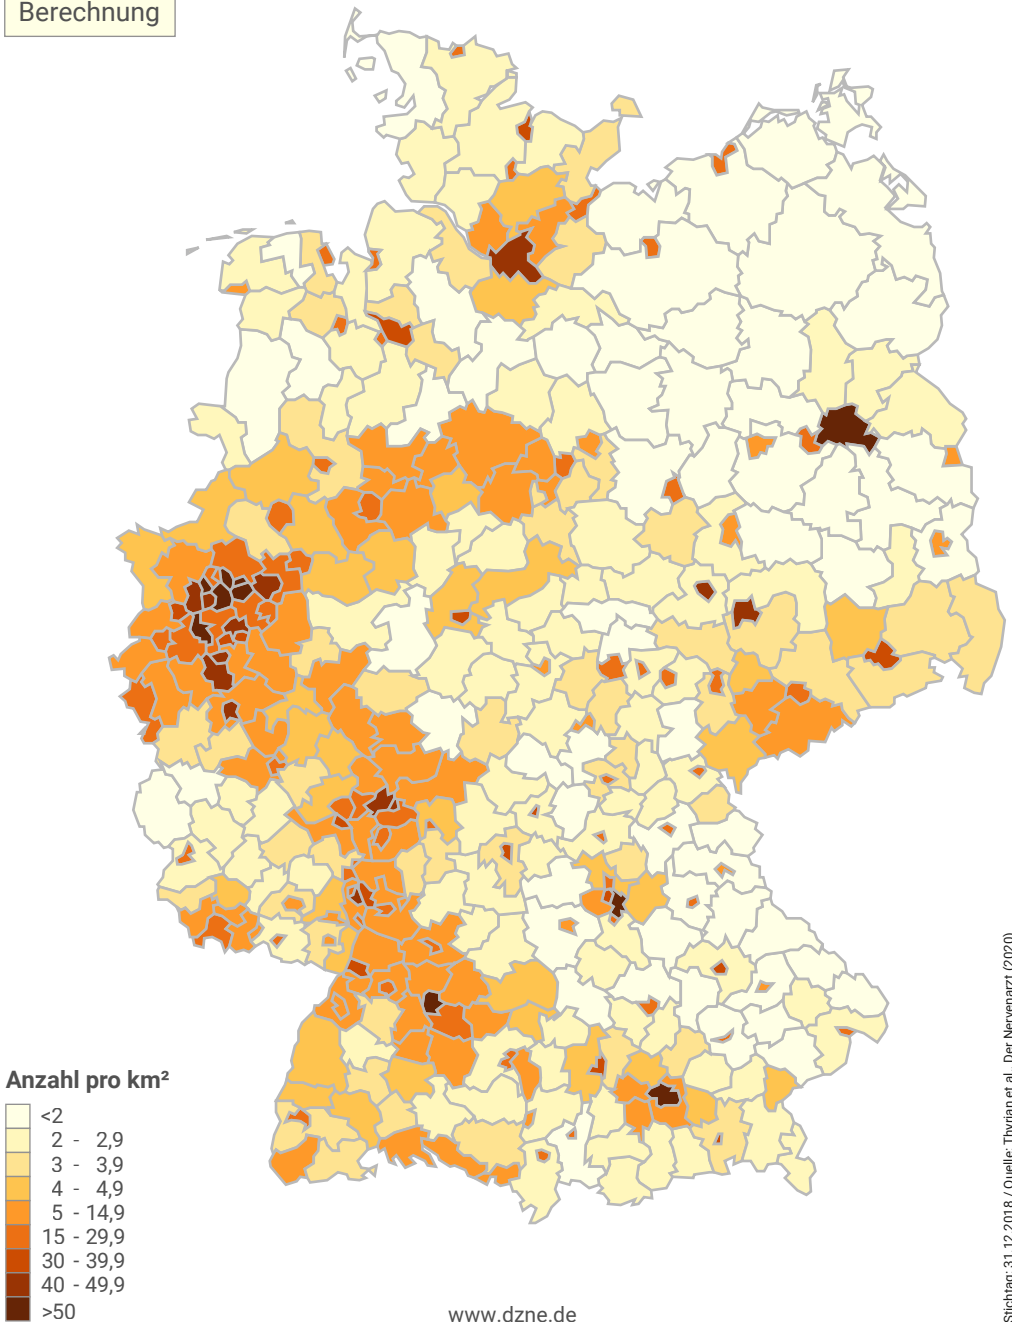 Berechnung
Anzahl pro km²
<2
2 - 2,9
3 - 3,9
4 - 4,9
5 - 14,9
15 - 29,9
30 - 39,9
40 - 49,9
>50
www.dzne.de
Stichtag: 31.12.2018 / Quelle: Thyrian et al., Der Nervenarzt (2020)